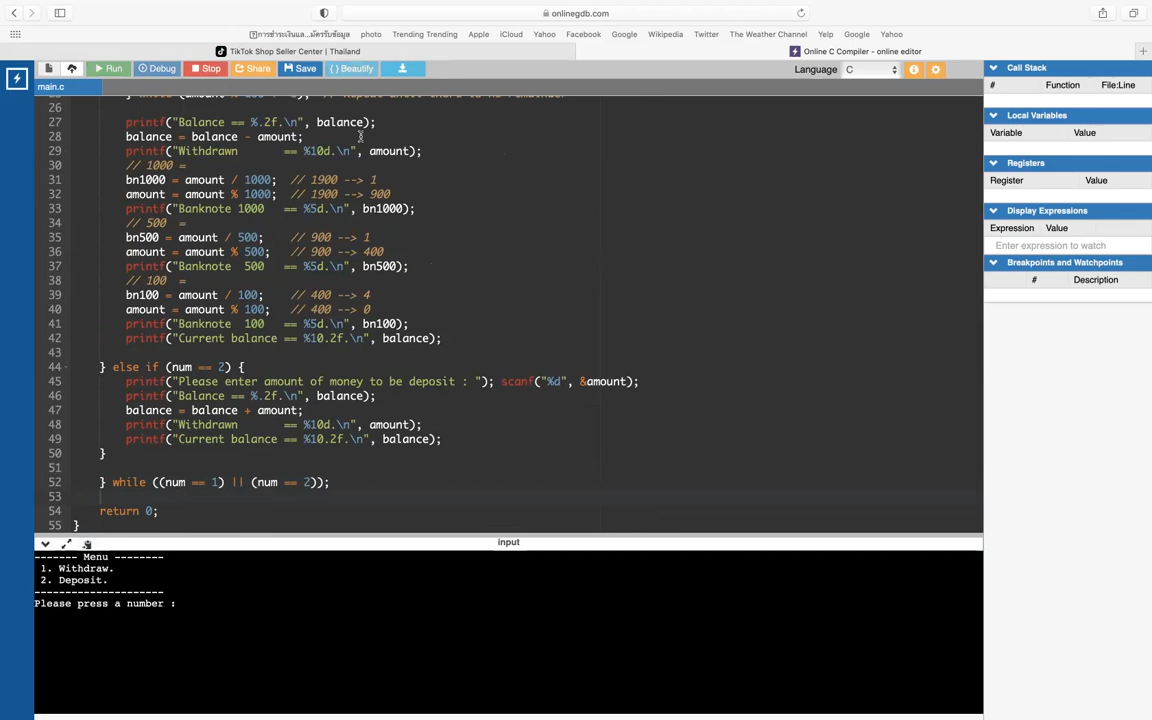 onlinegdb.com
photo Trending Trending Apple iCloud Yahoo Facebook Google Wikipedia Twitter The Weather Channel Yelp Google Yahoo
TikTok Shop Seller Center | Thailand
Online C Compiler - online editor
Run Debug Stop Share Save { } Beautify
Language C
main.c
26
27 printf("Balance == %.2f.\n", balance);
28 balance = balance - amount;
29 printf("Withdrawn      == %10d.\n", amount);
30 // 1000 =
31 bn1000 = amount / 1000;  // 1900 --> 1
32 amount = amount % 1000;  // 1900 --> 900
33 printf("Banknote 1000   == %5d.\n", bn1000);
34 // 500  =
35 bn500 = amount / 500;   // 900 --> 1
36 amount = amount % 500;  // 900 --> 400
37 printf("Banknote  500   == %5d.\n", bn500);
38 // 100  =
39 bn100 = amount / 100;   // 400 --> 4
40 amount = amount % 100;  // 400 --> 0
41 printf("Banknote  100   == %5d.\n", bn100);
42 printf("Current balance == %10.2f.\n", balance);
43
44 } else if (num == 2) {
45 printf("Please enter amount of money to be deposit : "); scanf("%d", &amount);
46 printf("Balance == %.2f.\n", balance);
47 balance = balance + amount;
48 printf("Withdrawn      == %10d.\n", amount);
49 printf("Current balance == %10.2f.\n", balance);
50 }
51
52 } while ((num == 1) || (num == 2));
53
54 return 0;
55 }
input
------- Menu --------
1. Withdraw.
2. Deposit.
---------------------
Please press a number :
Call Stack
# Function File:Line
Local Variables
Variable Value
Registers
Register Value
Display Expressions
Expression Value
Enter expression to watch
Breakpoints and Watchpoints
# Description